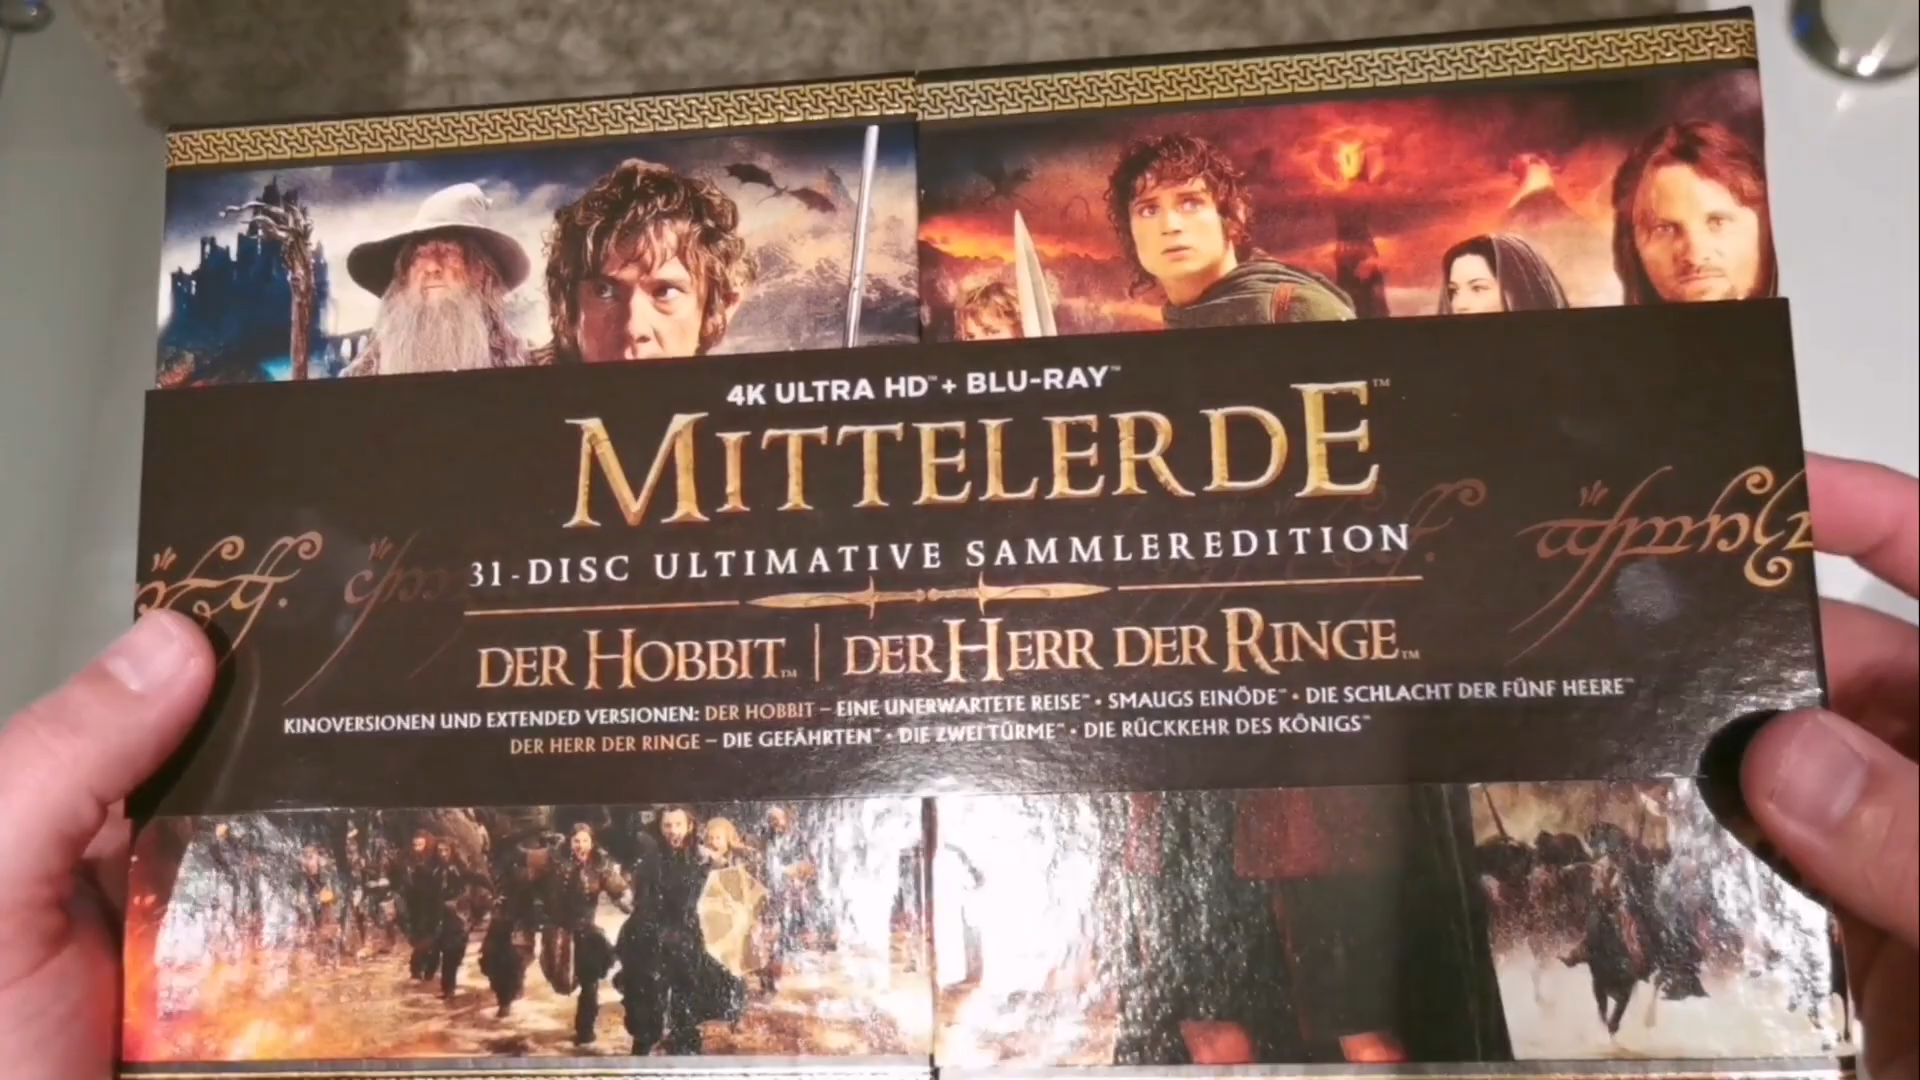 4K ULTRA HD™ + BLU-RAY™
MITTELERDE™
31-DISC ULTIMATIVE SAMMLEREDITION
DER HOBBIT™ | DER HERR DER RINGE™
KINOVERSIONEN UND EXTENDED VERSIONEN: DER HOBBIT – EINE UNERWARTETE REISE™ • SMAUGS EINÖDE™ • DIE SCHLACHT DER FÜNF HEERE™
DER HERR DER RINGE – DIE GEFÄHRTEN™ • DIE ZWEI TÜRME™ • DIE RÜCKKEHR DES KÖNIGS™